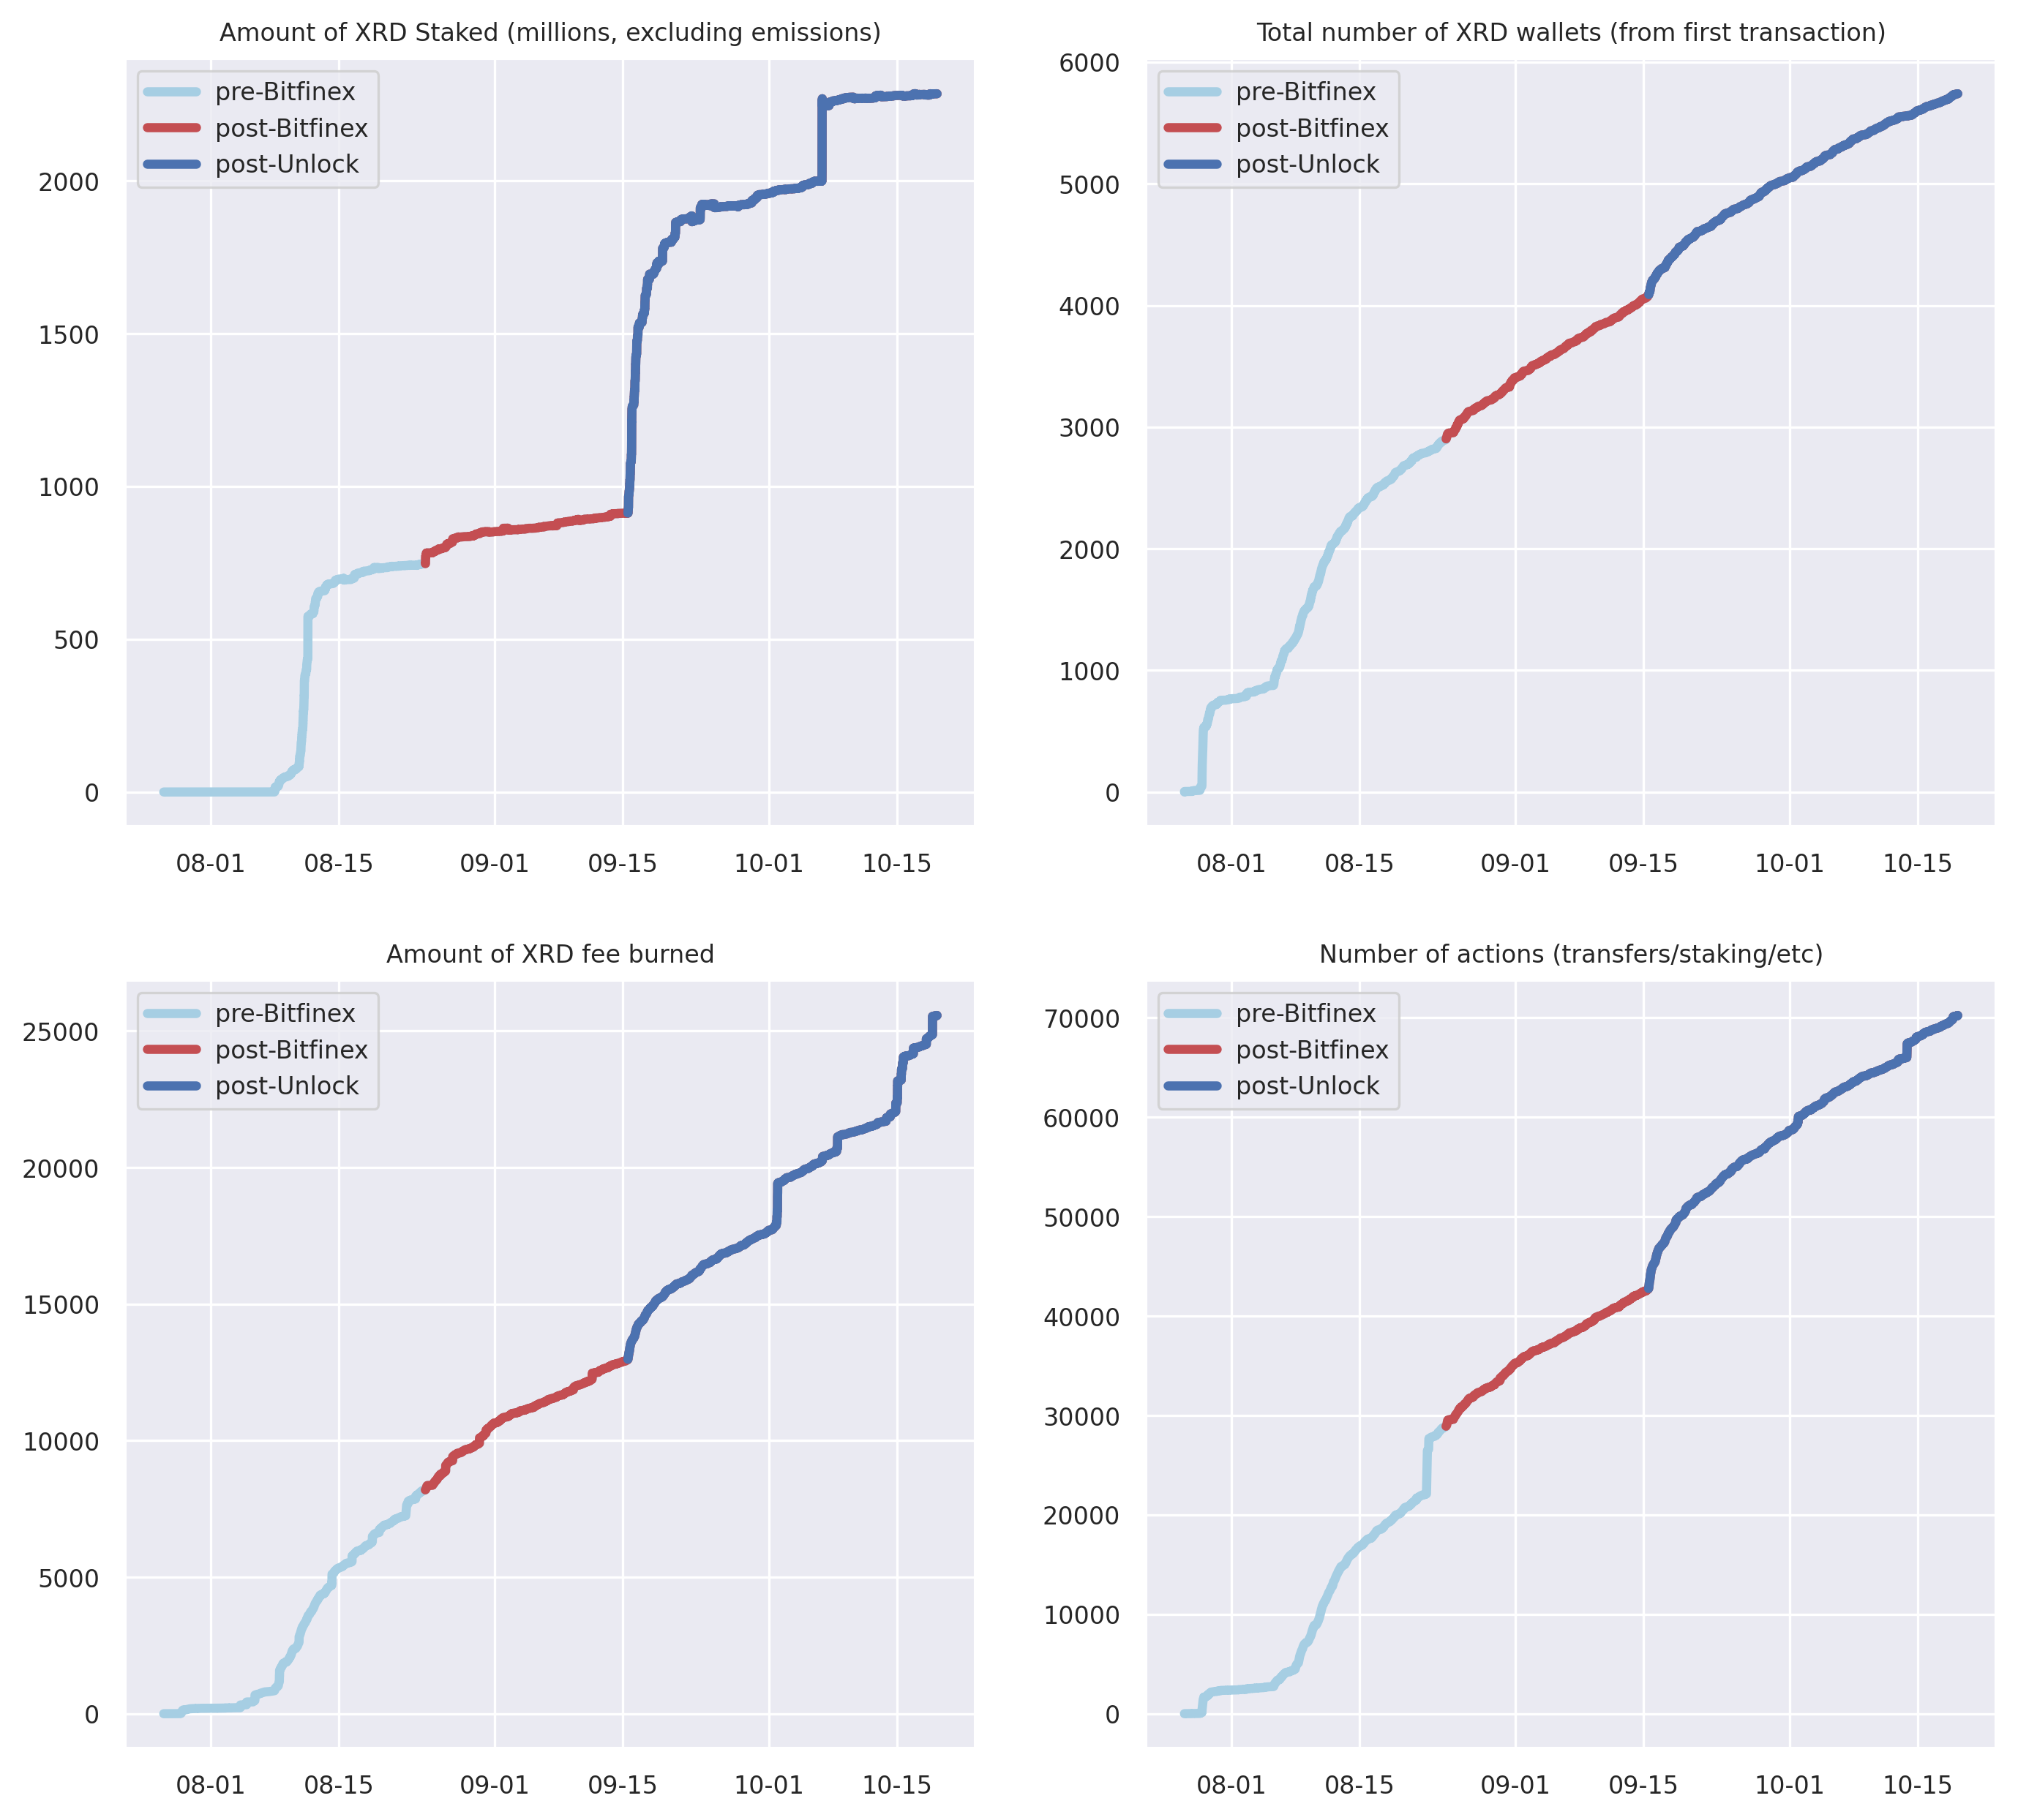 Amount of XRD Staked (millions, excluding emissions)
pre-Bitfinex
post-Bitfinex
post-Unlock
2000
1500
1000
500
0
08-01 08-15 09-01 09-15 10-01 10-15
Total number of XRD wallets (from first transaction)
pre-Bitfinex
post-Bitfinex
post-Unlock
6000
5000
4000
3000
2000
1000
0
08-01 08-15 09-01 09-15 10-01 10-15
Amount of XRD fee burned
pre-Bitfinex
post-Bitfinex
post-Unlock
25000
20000
15000
10000
5000
0
08-01 08-15 09-01 09-15 10-01 10-15
Number of actions (transfers/staking/etc)
pre-Bitfinex
post-Bitfinex
post-Unlock
70000
60000
50000
40000
30000
20000
10000
0
08-01 08-15 09-01 09-15 10-01 10-15